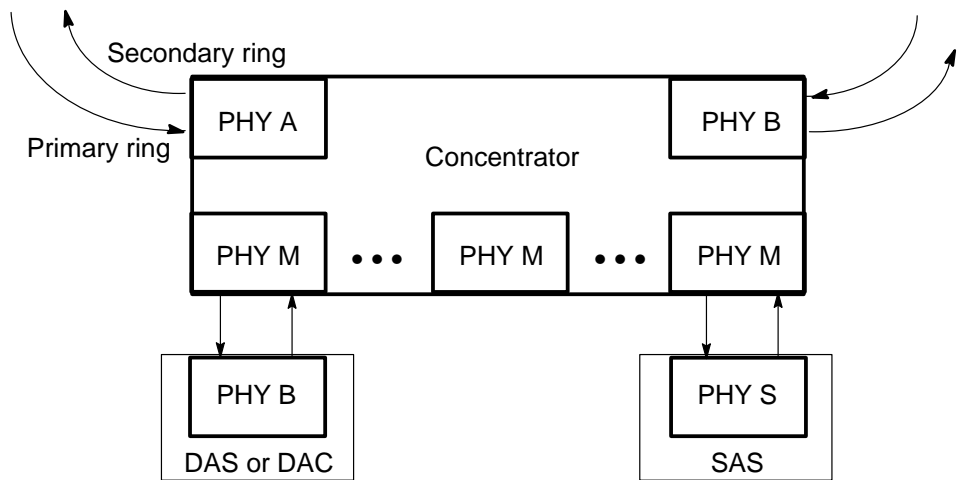 Secondary ring
PHY A
PHY B
Primary ring
Concentrator
PHY M
PHY M
PHY M
PHY B
PHY S
DAS or DAC
SAS